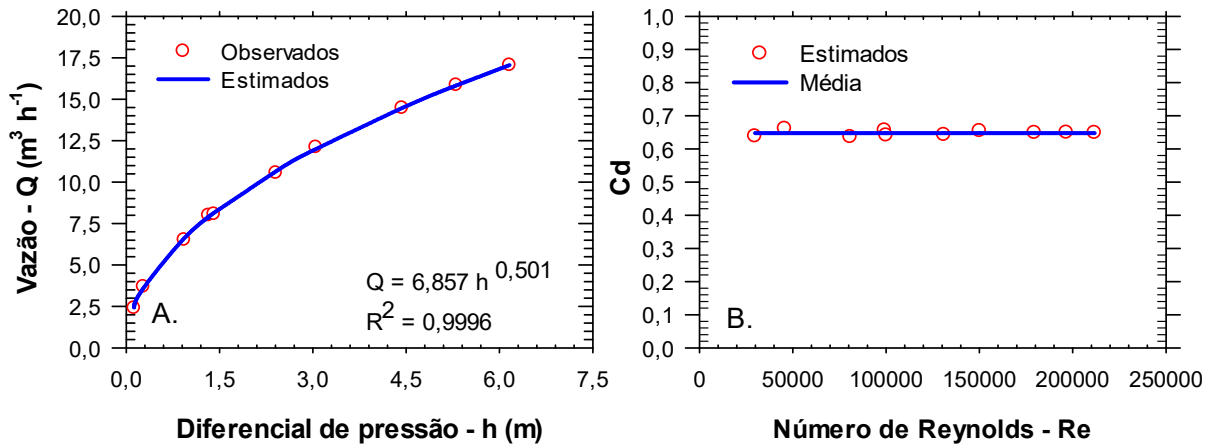 Vazão - Q (m³ h⁻¹)
20,0
17,5
15,0
12,5
10,0
7,5
5,0
2,5
0,0
Observados
Estimados
Q = 6,857 h^0,501
R² = 0,9996
A.
0,0 1,5 3,0 4,5 6,0 7,5
Diferencial de pressão - h (m)
Cd
1,0
0,9
0,8
0,7
0,6
0,5
0,4
0,3
0,2
0,1
0,0
Estimados
Média
B.
0 50000 100000 150000 200000 250000
Número de Reynolds - Re